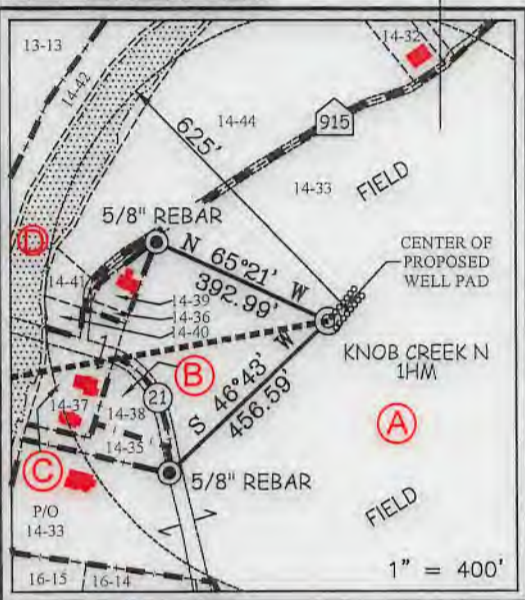 13-13
14-32
14-42
14-44
915
625'
14-33
FIELD
5/8" REBAR
D
N 65°21' W
392.99'
CENTER OF
PROPOSED
WELL PAD
14-41
14-39
14-36
14-40
KNOB CREEK N
1HM
S 46°43' W
456.59'
B
A
14-37
14-38
21
14-35
C
5/8" REBAR
P/O
14-33
FIELD
16-15
16-14
1" = 400'